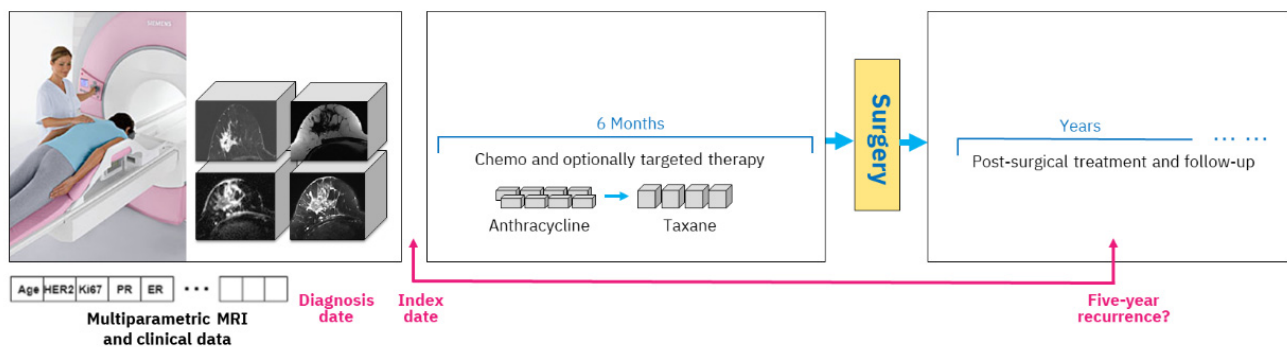 SIEMENS
6 Months
Chemo and optionally targeted therapy
Anthracycline
Taxane
Surgery
Years
... ...
Post-surgical treatment and follow-up
Age HER2 Ki67 PR ER ...
Multiparametric MRI
and clinical data
Diagnosis
date
Index
date
Five-year
recurrence?